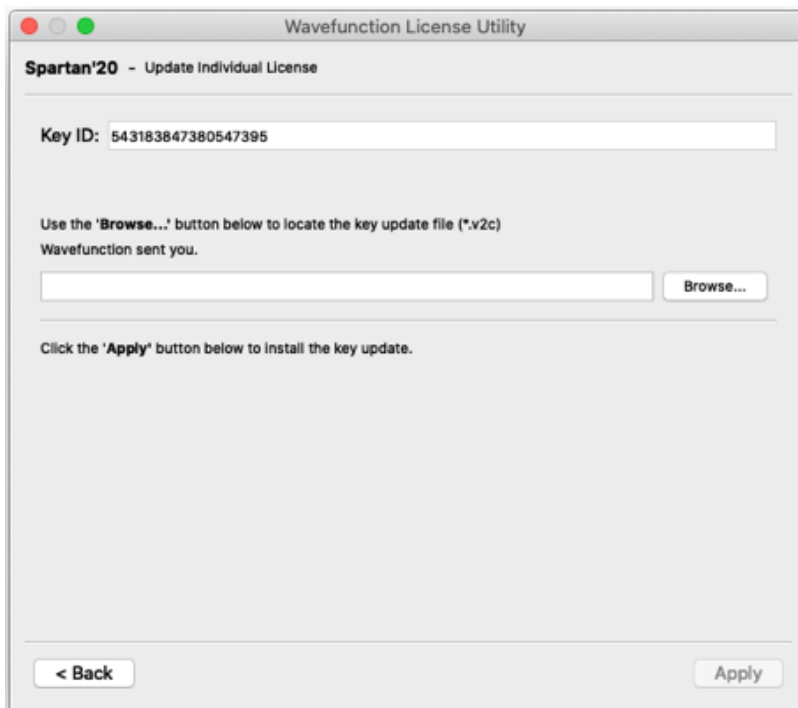 Wavefunction License Utility
Spartan'20 - Update Individual License
Key ID: 543183847380547395
Use the 'Browse...' button below to locate the key update file (*.v2c)
Wavefunction sent you.
Browse...
Click the 'Apply' button below to install the key update.
< Back
Apply